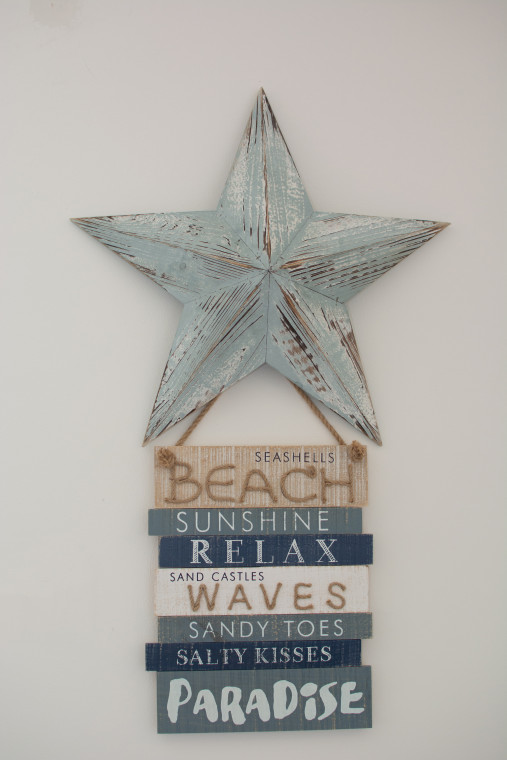 SEASHELLS
BEACH
SUNSHINE
RELAX
SAND CASTLES
WAVES
SANDY TOES
SALTY KISSES
PARADiSE